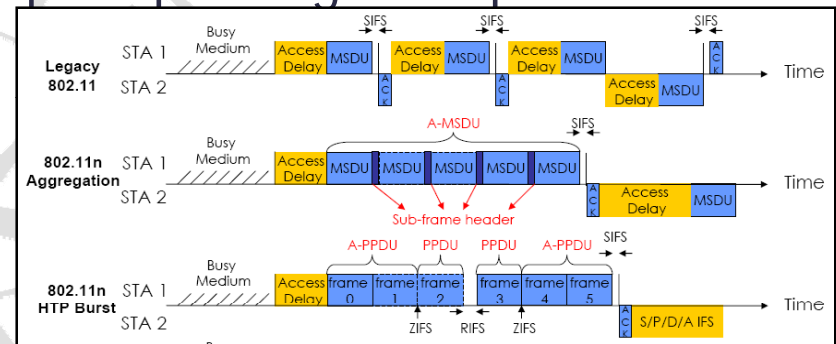 SIFS SIFS SIFS
Busy Medium
Legacy 802.11
STA 1
STA 2
Access Delay MSDU ACK Access Delay MSDU ACK Access Delay MSDU Access Delay MSDU ACK
Time
A-MSDU
SIFS
Busy Medium
802.11n Aggregation
STA 1
STA 2
Access Delay MSDU MSDU MSDU MSDU MSDU ACK Access Delay MSDU
Time
Sub-frame header
A-PPDU PPDU PPDU A-PPDU
SIFS
Busy Medium
802.11n HTP Burst
STA 1
STA 2
Access Delay frame 0 frame 1 frame 2 frame 3 frame 4 frame 5 ACK S/P/D/A IFS
Time
ZIFS RIFS ZIFS